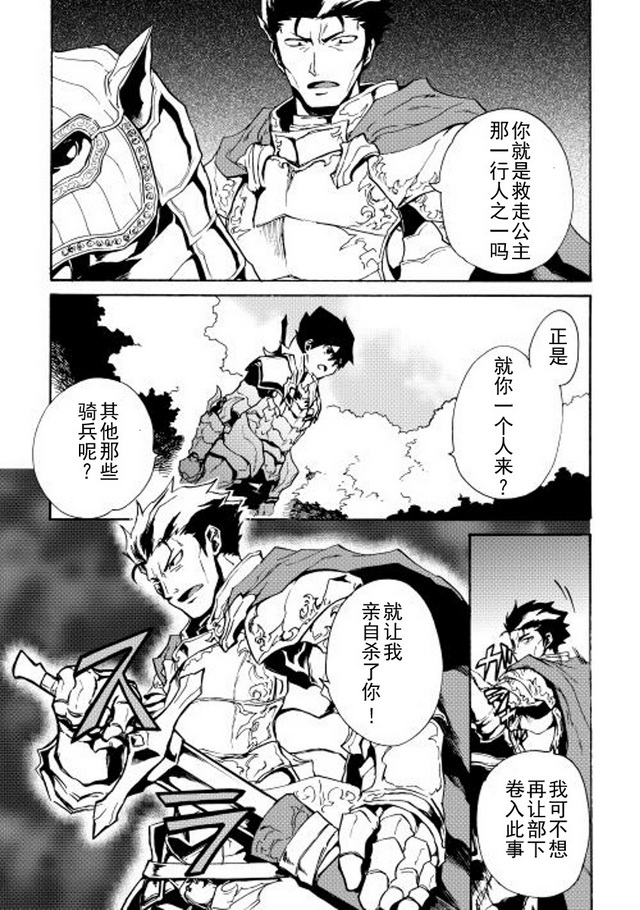 你就是救走公主
那一行人之一吗
正是
就你一个人来？
其他那些
骑兵呢？
我可不想
再让部下
卷入此事
就让我
亲自杀了你！
スラ